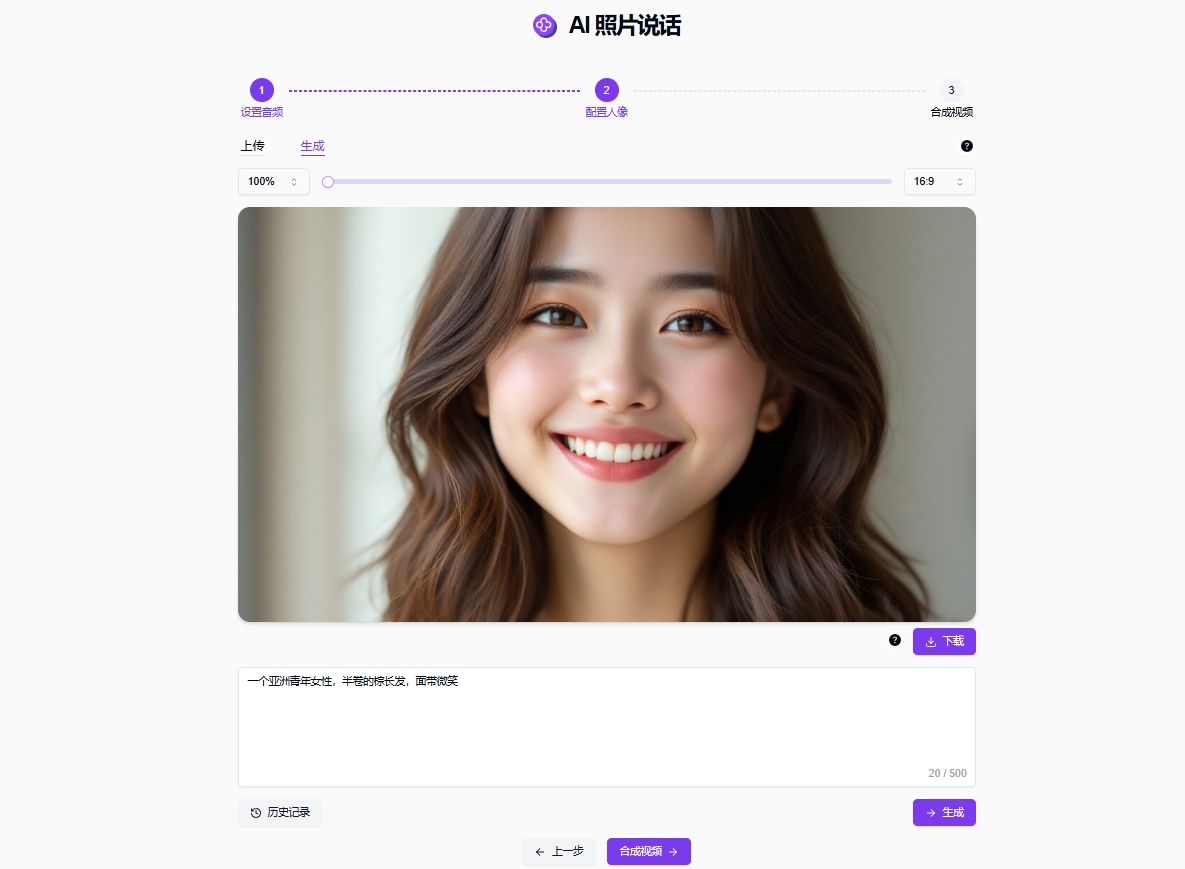 AI 照片说话
1 2 3
设置音频 配置人像 合成视频
上传 生成 ?
100% 16:9
? 下载
一个亚洲青年女性，半卷的棕长发，面带微笑
20 / 500
历史记录 生成
上一步 合成视频